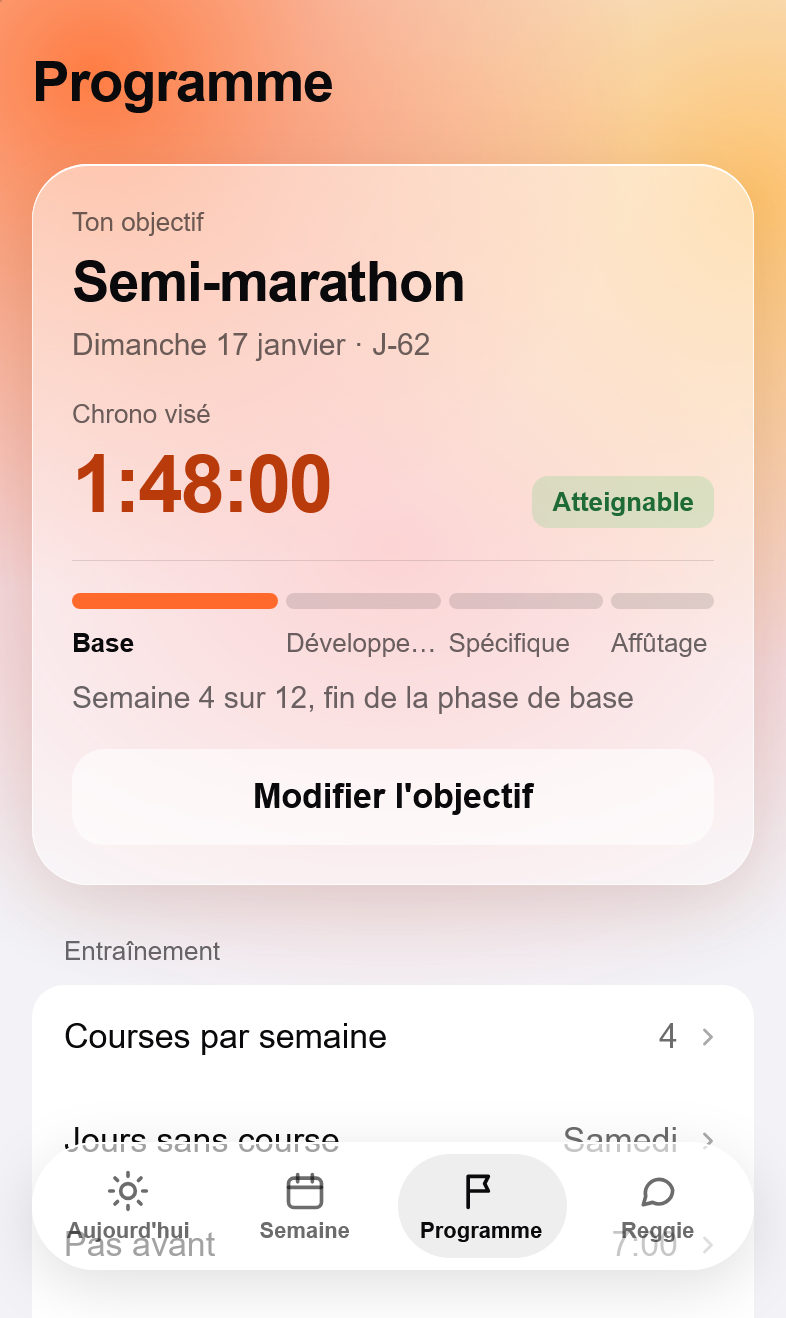 Programme
Ton objectif
Semi-marathon
Dimanche 17 janvier · J-62
Chrono visé
1:48:00
Atteignable
Base
Développe…
Spécifique
Affûtage
Semaine 4 sur 12, fin de la phase de base
Modifier l'objectif
Entraînement
Courses par semaine 4
Jours sans course Samedi
Pas avant 7:00
Aujourd'hui
Semaine
Programme
Reggie